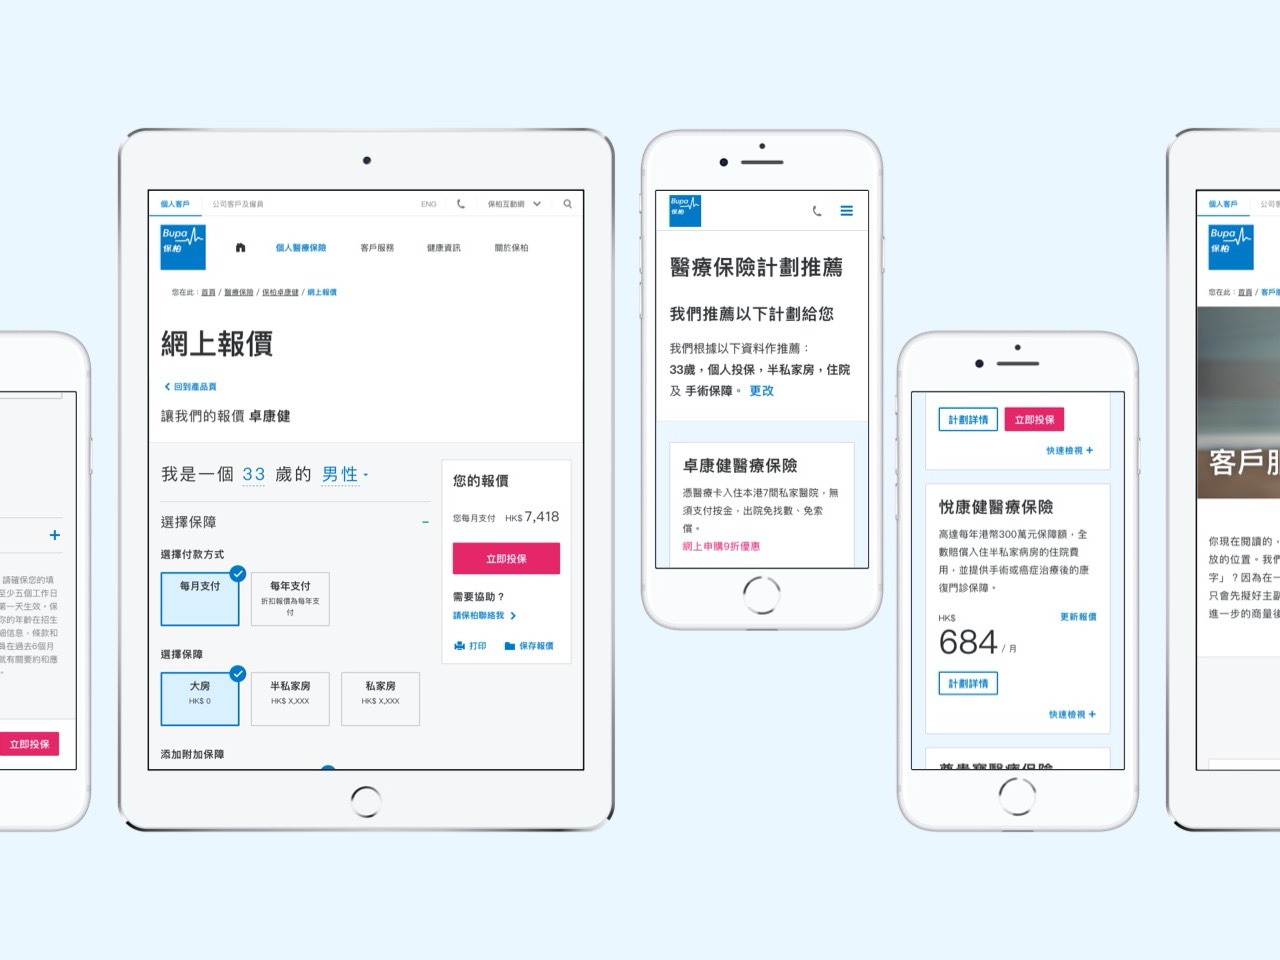 +
請確保您的填
至少五個工作日
第一天生效。保
你的年齡在招生
細信息，條款和
員在過去6個月
就有關要約和應
。
立即投保
個人客戶
公司客戶及僱員
ENG
保柏互動網
Bupa
保柏
個人醫療保險
客戶服務
健康資訊
關於保柏
您在此：首頁 / 醫療保險 / 保柏卓康健 / 網上報價
網上報價
回到產品頁
讓我們的報價 卓康健
我是一個 33 歲的 男性
選擇保障 −
選擇付款方式
每月支付
每年支付
折扣報價為每年支
付
選擇保障
大房
HK$ 0
半私家房
HK$ X,XXX
私家房
HK$ X,XXX
添加附加保障
您的報價
您每月支付 HK$ 7,418
立即投保
需要協助？
請保柏聯絡我
打印
保存報價
Bupa
保柏
醫療保險計劃推薦
我們推薦以下計劃給您
我們根據以下資料作推薦：
33歲，個人投保，半私家房，住院
及 手術保障。 更改
卓康健醫療保險
憑醫療卡入住本港7間私家醫院，無
須支付按金，出院免找數、免索
償。
網上申購9折優惠
計劃詳情
立即投保
快速檢視 +
悅康健醫療保險
高達每年港幣300萬元保障額，全
數賠償入住半私家病房的住院費
用，並提供手術或癌症治療後的康
復門診保障。
HK$
更新報價
684 / 月
計劃詳情
快速檢視 +
尊貴寶醫療保險
個人客戶
公司客
Bupa
保柏
您在此：首頁 / 客戶服
客戶服
你現在閱讀的，
放的位置。我們
字」？因為在一
只會先擬好主副
進一步的商量後